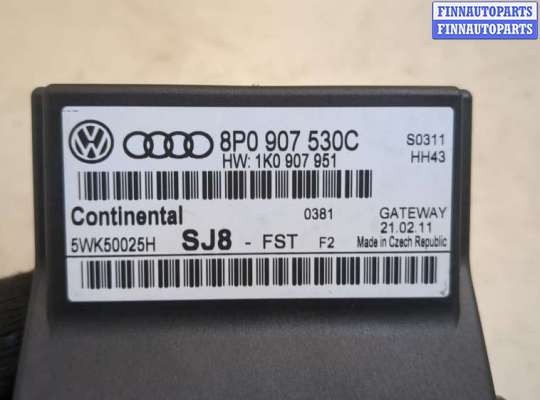 FINNAUTOPARTS
FINNAUTOPARTS
8P0 907 530C S0311
HW: 1K0 907 951 HH43
Continental 0381 GATEWAY
21.02.11
5WK50025H SJ8 - FST F2 Made in Czech Republic